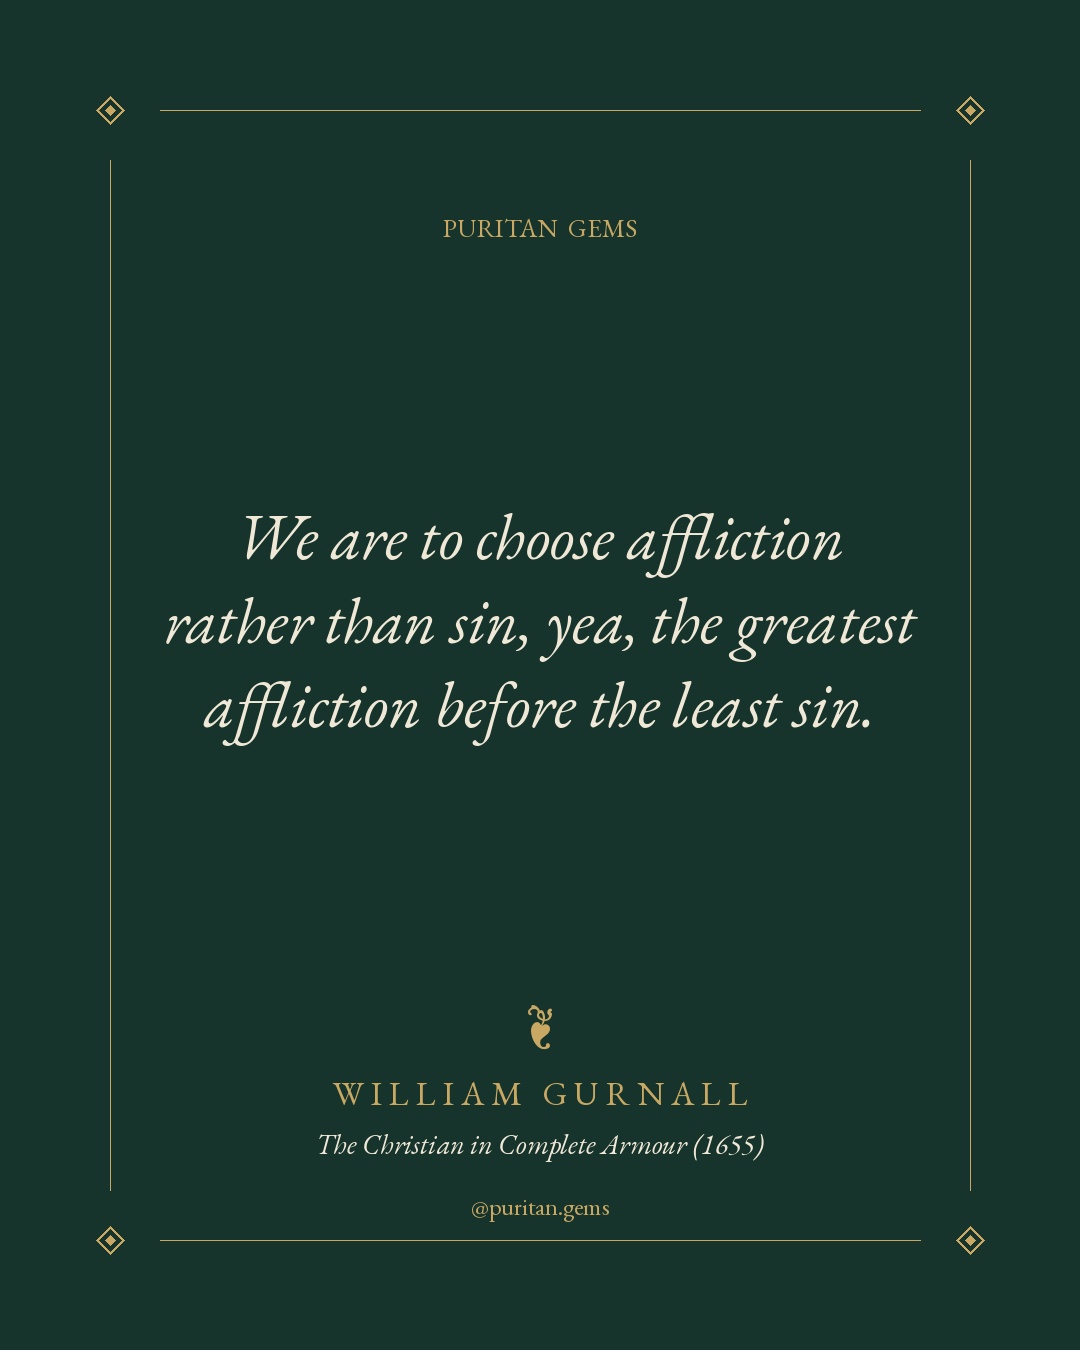 PURITAN GEMS
We are to choose affliction
rather than sin, yea, the greatest
affliction before the least sin.
WILLIAM GURNALL
The Christian in Complete Armour (1655)
@puritan.gems